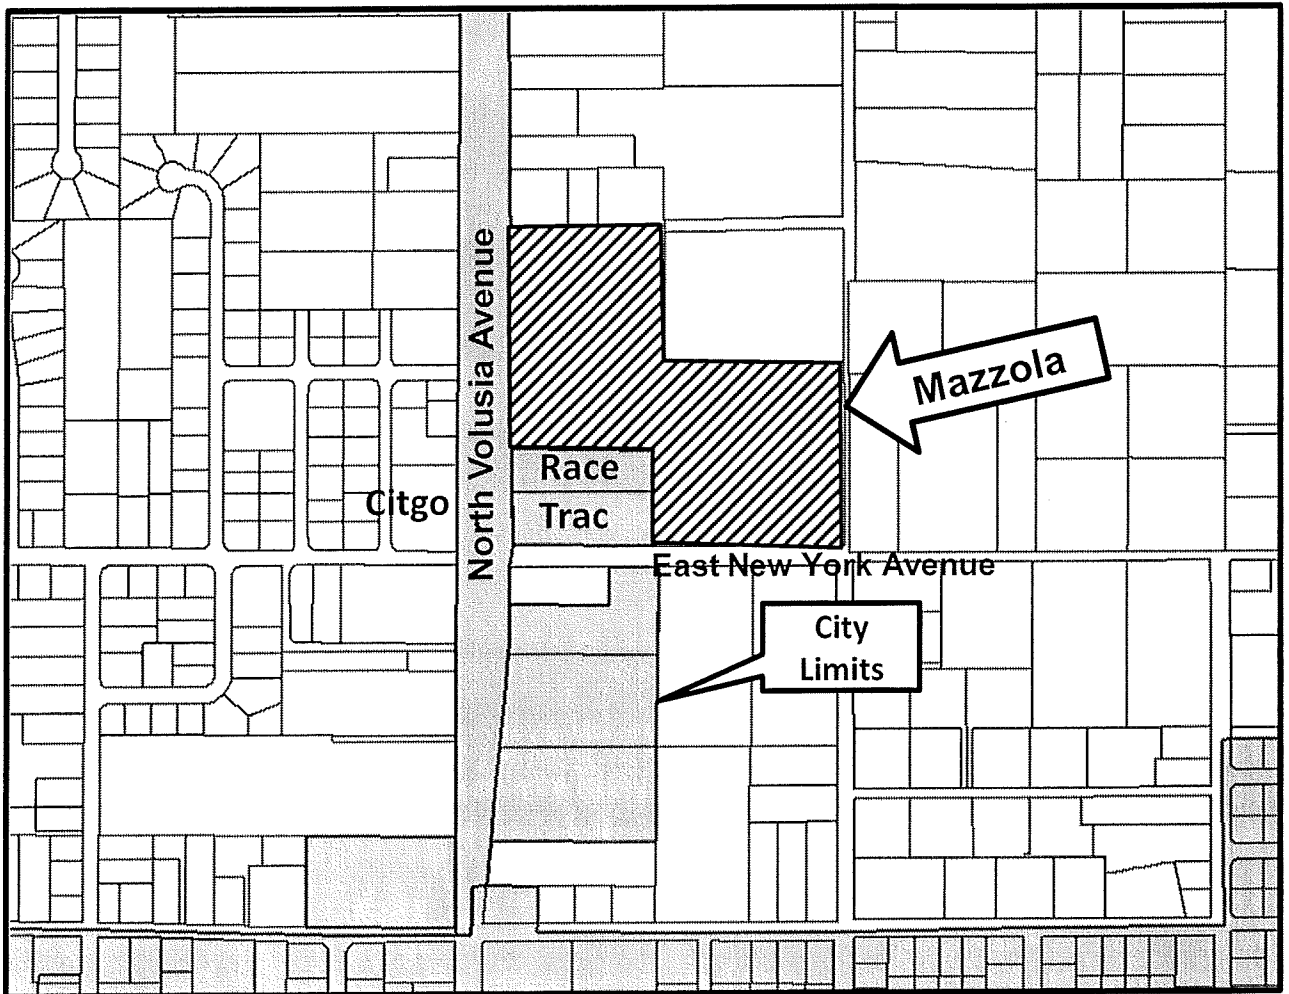 North Volusia Avenue
Mazzola
Race
Trac
Citgo
East New York Avenue
City
Limits